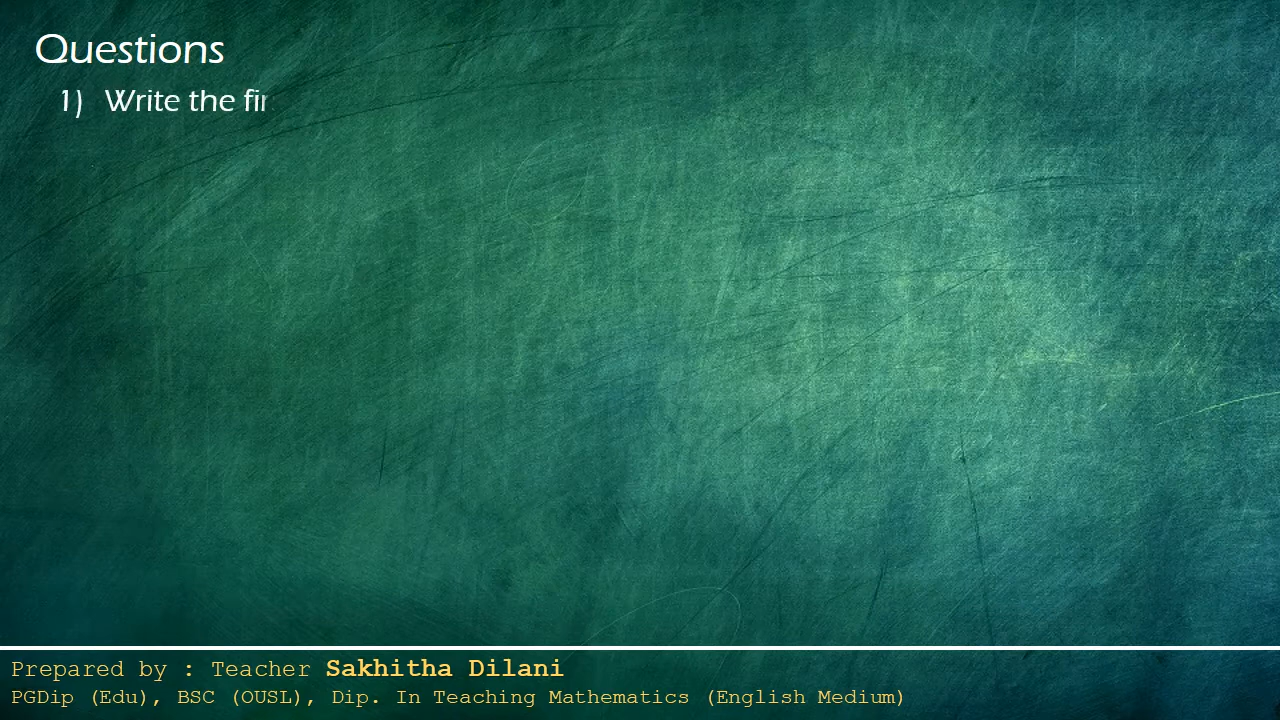 Questions
1) Write the fir
Prepared by : Teacher Sakhitha Dilani
PGDip (Edu), BSC (OUSL), Dip. In Teaching Mathematics (English Medium)